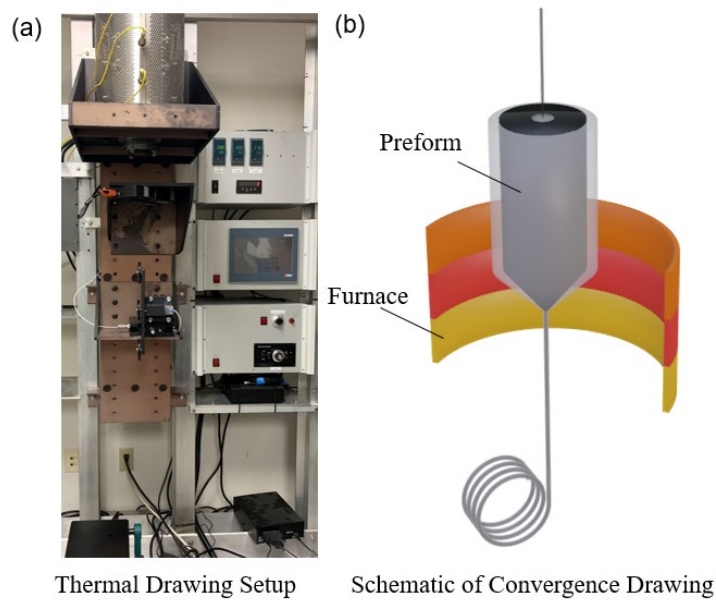 (a)
(b)
Preform
Furnace
Thermal Drawing Setup
Schematic of Convergence Drawing